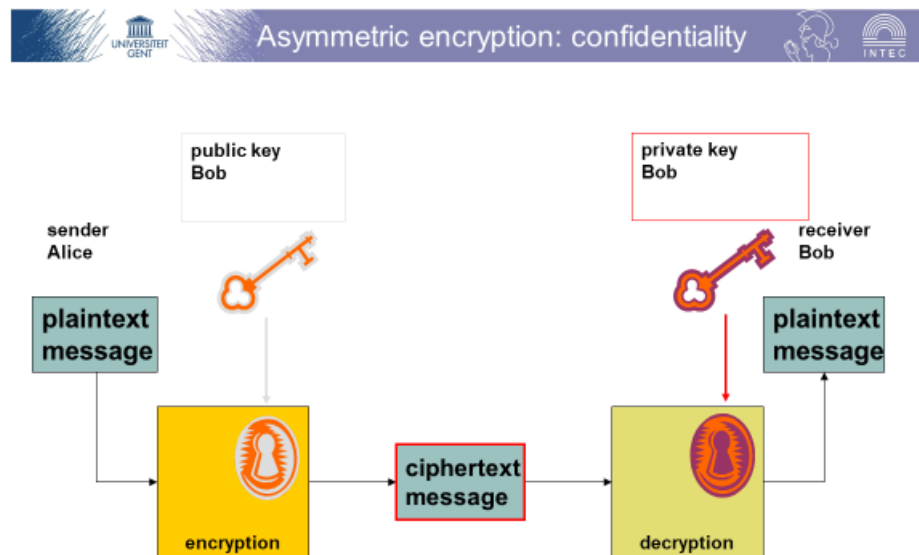 UNIVERSITEIT
GENT
Asymmetric encryption: confidentiality
INTEC
public key
Bob
private key
Bob
sender
Alice
receiver
Bob
plaintext
message
plaintext
message
ciphertext
message
encryption
decryption